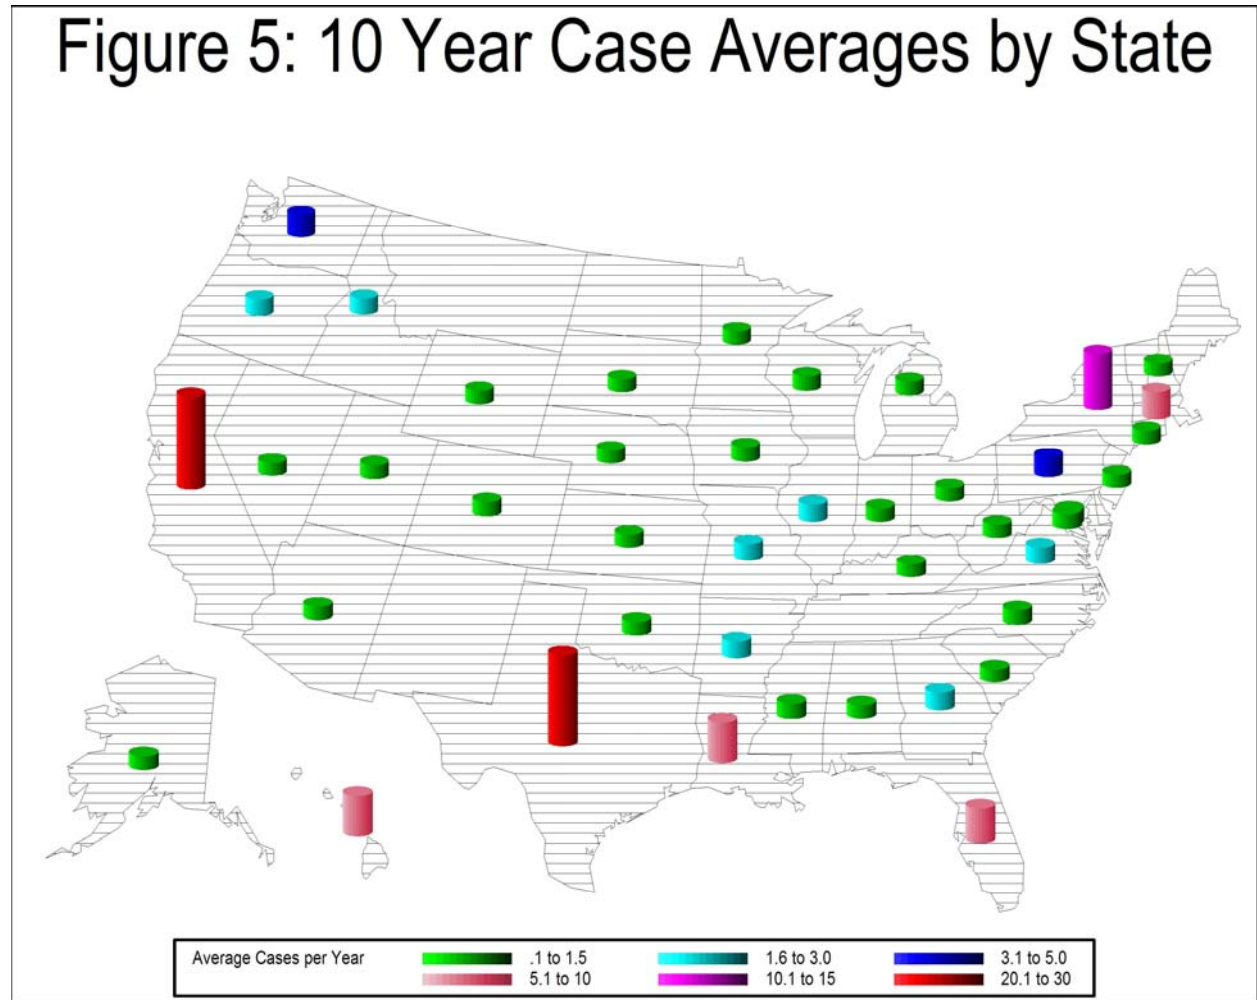 Figure 5: 10 Year Case Averages by State
Average Cases per Year
.1 to 1.5
1.6 to 3.0
3.1 to 5.0
5.1 to 10
10.1 to 15
20.1 to 30